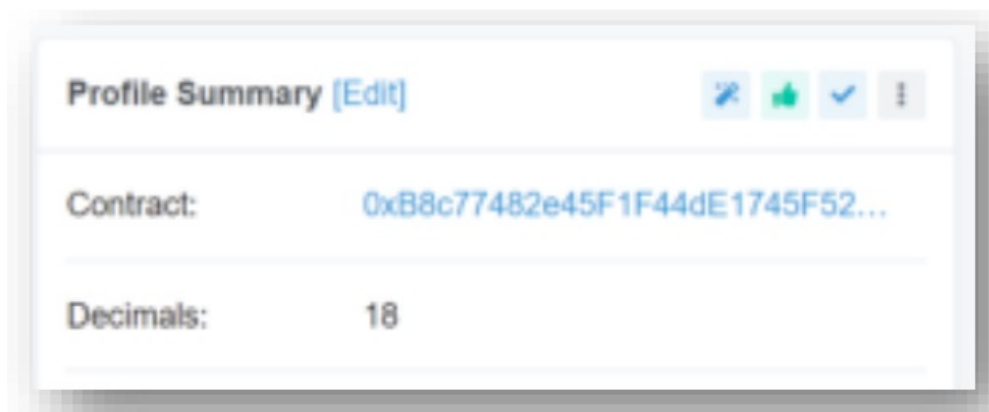 Profile Summary [Edit]
Contract: 0xB8c77482e45F1F44dE1745F52...
Decimals: 18